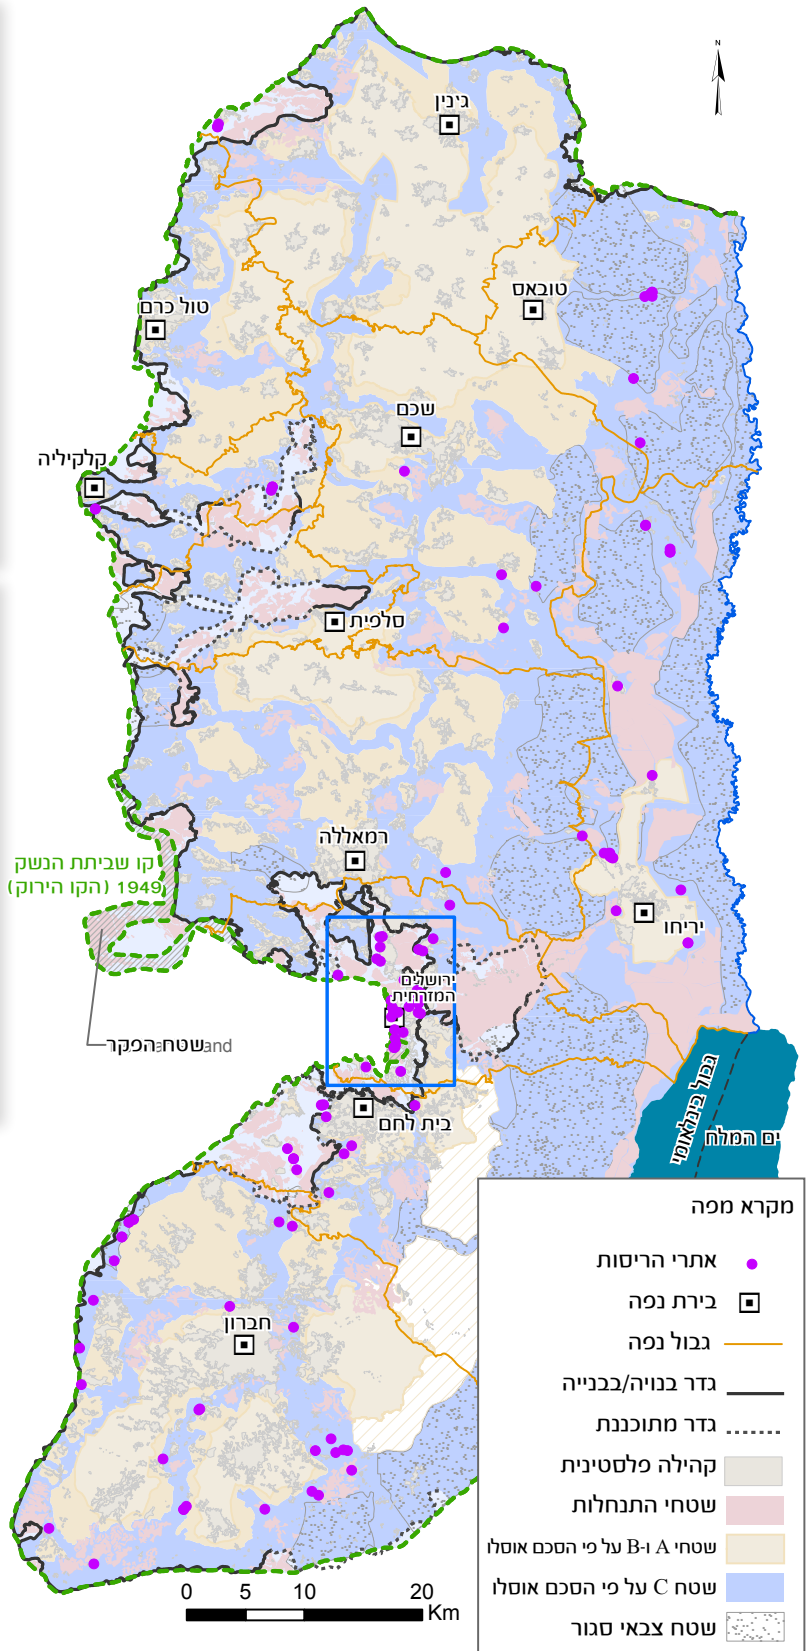 N
ג'נין
טובאס
טול כרם
שכם
קלקיליה
סלפית
רמאללה
קו שביתת הנשק
1949 (הקו הירוק)
יריחו
ירושלים
המזרחית
שטח הפקר
and
גבול בינלאומי
ים המלח
בית לחם
חברון
מקרא מפה
אתרי הריסות
בירת נפה
גבול נפה
גדר בנויה/בבנייה
גדר מתוכננת
קהילה פלסטינית
שטחי התנחלות
שטחי A ו-B על פי הסכם אוסלו
שטח C על פי הסכם אוסלו
שטח צבאי סגור
0 5 10 20
Km